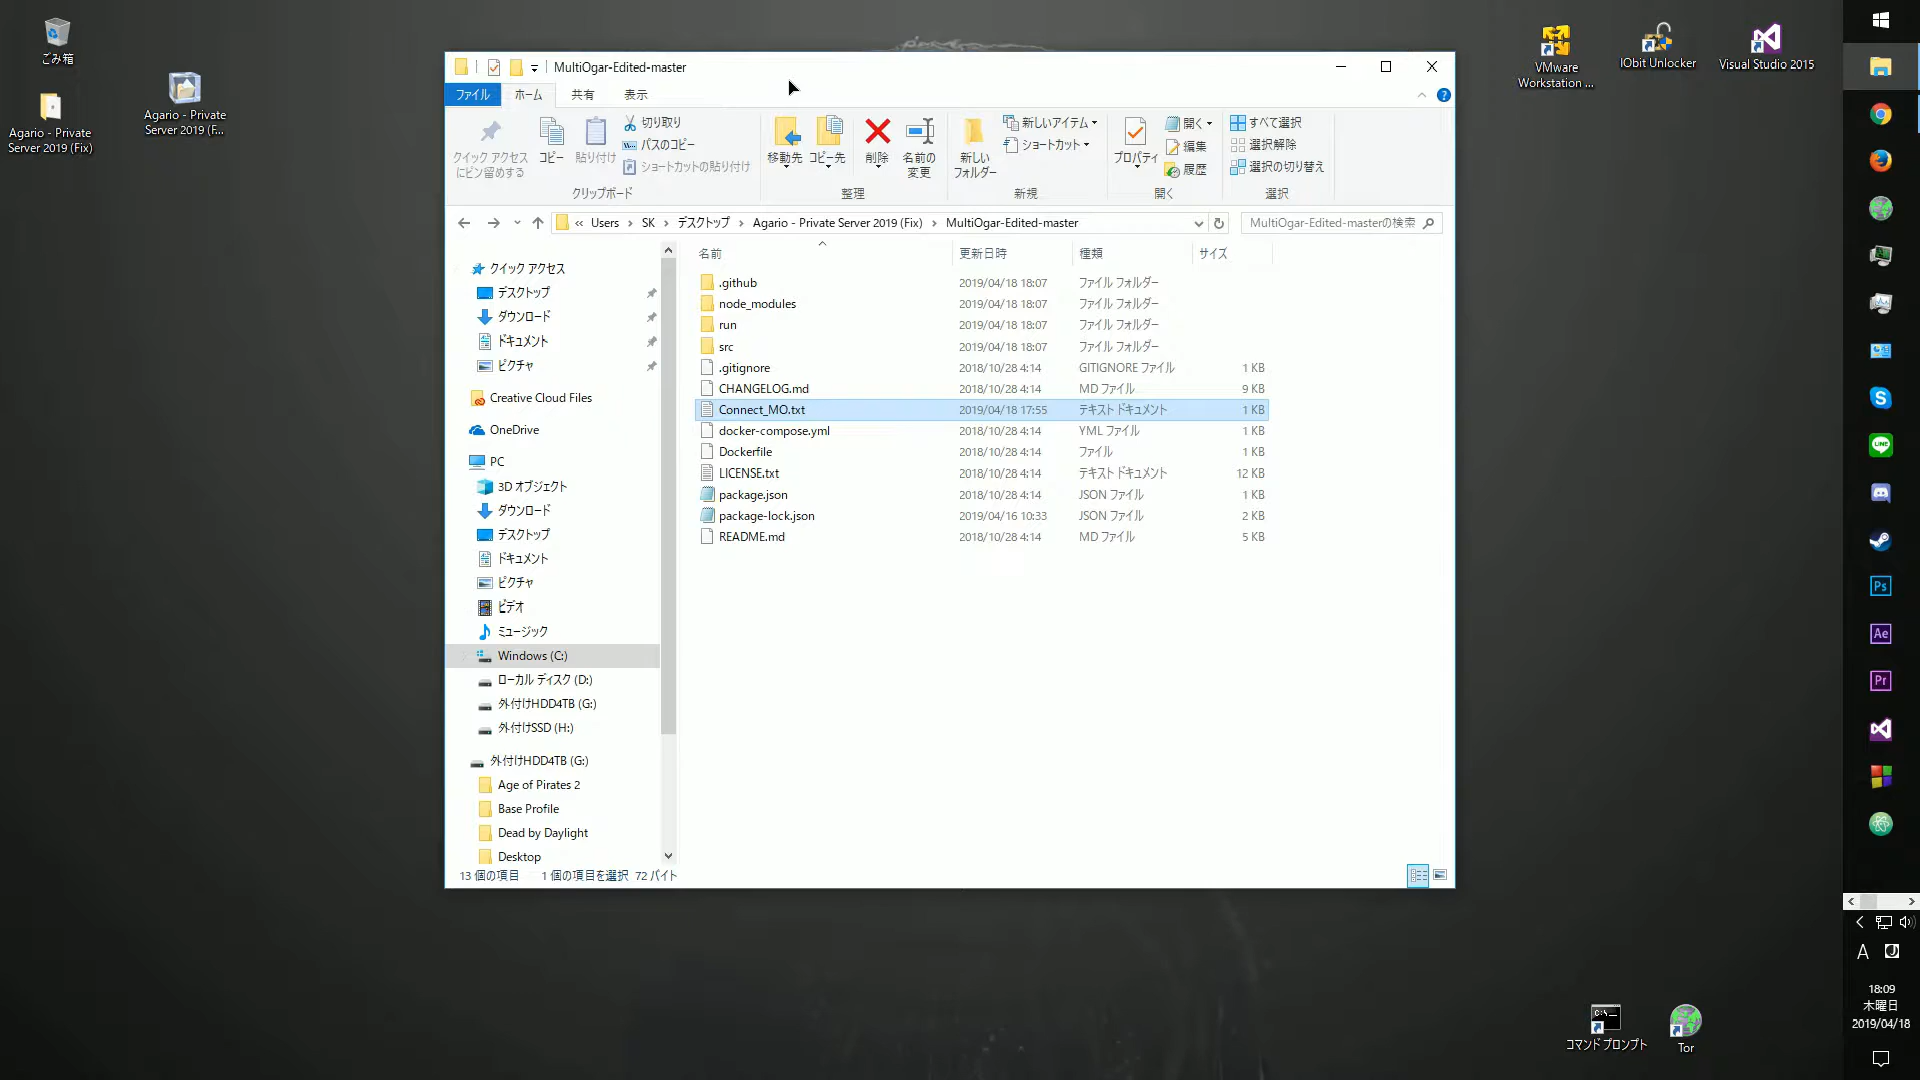 ごみ箱
Agario - Private
Server 2019 (Fix)
Agario - Private
Server 2019 (F...
VMware
Workstation ...
IObit Unlocker
Visual Studio 2015
MultiOgar-Edited-master
ファイル ホーム 共有 表示
クイック アクセス
にピン留めする
コピー
貼り付け
切り取り
パスのコピー
ショートカットの貼り付け
クリップボード
移動先
コピー先
削除
名前の
変更
整理
新しい
フォルダー
新しいアイテム
ショートカット
新規
プロパティ
開く
編集
履歴
開く
すべて選択
選択解除
選択の切り替え
選択
« Users › SK › デスクトップ › Agario - Private Server 2019 (Fix) › MultiOgar-Edited-master
MultiOgar-Edited-masterの検索
クイック アクセス
デスクトップ
ダウンロード
ドキュメント
ピクチャ
Creative Cloud Files
OneDrive
PC
3D オブジェクト
ダウンロード
デスクトップ
ドキュメント
ピクチャ
ビデオ
ミュージック
Windows (C:)
ローカル ディスク (D:)
外付けHDD4TB (G:)
外付けSSD (H:)
外付けHDD4TB (G:)
Age of Pirates 2
Base Profile
Dead by Daylight
Desktop
名前 更新日時 種類 サイズ
.github 2019/04/18 18:07 ファイル フォルダー
node_modules 2019/04/18 18:07 ファイル フォルダー
run 2019/04/18 18:07 ファイル フォルダー
src 2019/04/18 18:07 ファイル フォルダー
.gitignore 2018/10/28 4:14 GITIGNORE ファイル 1 KB
CHANGELOG.md 2018/10/28 4:14 MD ファイル 9 KB
Connect_MO.txt 2019/04/18 17:55 テキスト ドキュメント 1 KB
docker-compose.yml 2018/10/28 4:14 YML ファイル 1 KB
Dockerfile 2018/10/28 4:14 ファイル 1 KB
LICENSE.txt 2018/10/28 4:14 テキスト ドキュメント 12 KB
package.json 2018/10/28 4:14 JSON ファイル 1 KB
package-lock.json 2019/04/16 10:33 JSON ファイル 2 KB
README.md 2018/10/28 4:14 MD ファイル 5 KB
13 個の項目 1 個の項目を選択 72 バイト
Ps
Ae
Pr
A
18:09
木曜日
2019/04/18
コマンド プロンプト
Tor